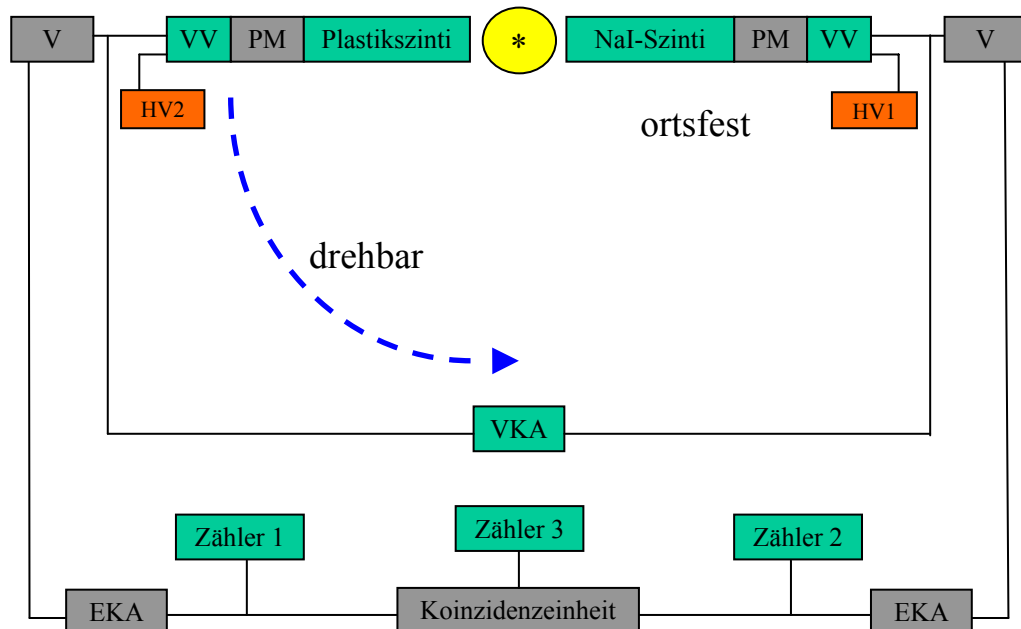 V VV PM Plastikszinti * NaI-Szinti PM VV V
HV2 ortsfest HV1
drehbar
VKA
Zähler 1 Zähler 3 Zähler 2
EKA Koinzidenzeinheit EKA